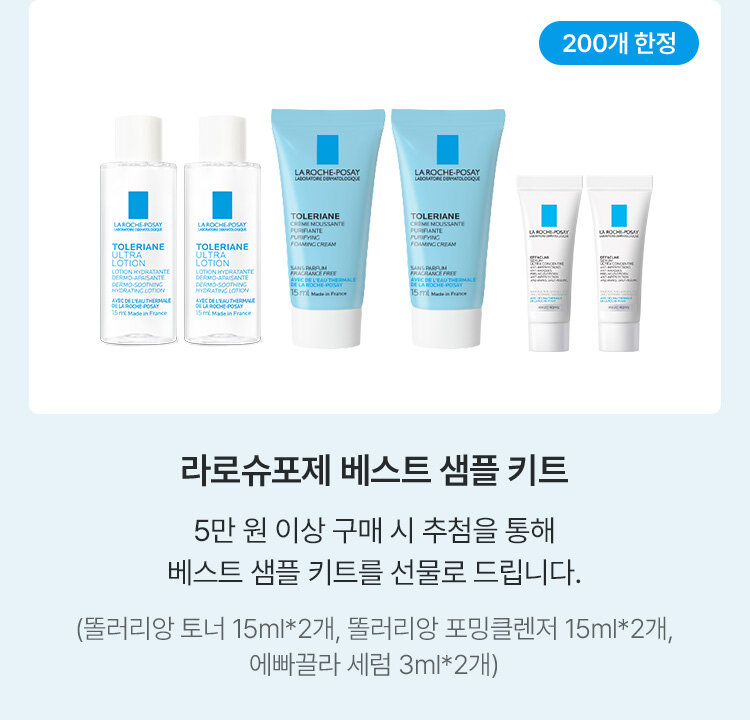 200개 한정
LA ROCHE-POSAY
LABORATOIRE DERMATOLOGIQUE
TOLERIANE
ULTRA
LOTION
LOTION HYDRATANTE
DERMO-APAISANTE
DERMO-SOOTHING
HYDRATING LOTION
AVEC DE L'EAU THERMALE
DE LA ROCHE-POSAY
15ml Made in France
LA ROCHE-POSAY
LABORATOIRE DERMATOLOGIQUE
TOLERIANE
ULTRA
LOTION
LOTION HYDRATANTE
DERMO-APAISANTE
DERMO-SOOTHING
HYDRATING LOTION
AVEC DE L'EAU THERMALE
DE LA ROCHE-POSAY
15ml Made in France
LA ROCHE-POSAY
LABORATOIRE DERMATOLOGIQUE
TOLERIANE
CRÈME MOUSSANTE
PURIFIANTE
PURIFYING
FOAMING CREAM
SANS PARFUM
FRAGRANCE FREE
AVEC DE L'EAU THERMALE
DE LA ROCHE-POSAY
15ml Made in France
LA ROCHE-POSAY
LABORATOIRE DERMATOLOGIQUE
TOLERIANE
CRÈME MOUSSANTE
PURIFIANTE
PURIFYING
FOAMING CREAM
SANS PARFUM
FRAGRANCE FREE
AVEC DE L'EAU THERMALE
DE LA ROCHE-POSAY
15ml Made in France
LA ROCHE-POSAY
LABORATOIRE DERMATOLOGIQUE
EFFACLAR
LA ROCHE-POSAY
LABORATOIRE DERMATOLOGIQUE
EFFACLAR
라로슈포제 베스트 샘플 키트
5만 원 이상 구매 시 추첨을 통해
베스트 샘플 키트를 선물로 드립니다.
(똘러리앙 토너 15ml*2개, 똘러리앙 포밍클렌저 15ml*2개,
에빠끌라 세럼 3ml*2개)